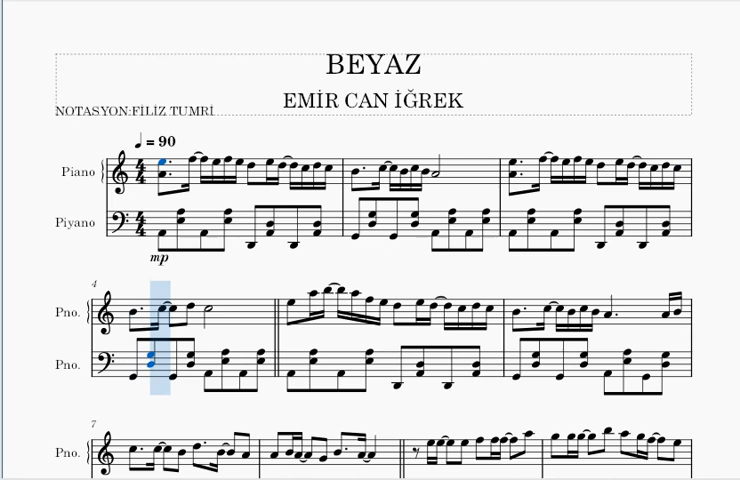 BEYAZ
EMİR CAN İĞREK
NOTASYON:FİLİZ TUMRİ
= 90
Piano
Piyano
mp
4
Pno.
Pno.
7
Pno.